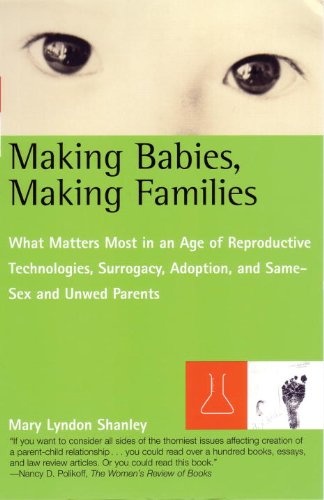 Making Babies,
Making Families
What Matters Most in an Age of Reproductive
Technologies, Surrogacy, Adoption, and Same-
Sex and Unwed Parents
Mary Lyndon Shanley
"If you want to consider all sides of the thorniest issues affecting creation of
a parent-child relationship . . . you could read over a hundred books, essays,
and law review articles. Or you could read this book."
—Nancy D. Polikoff, The Women's Review of Books